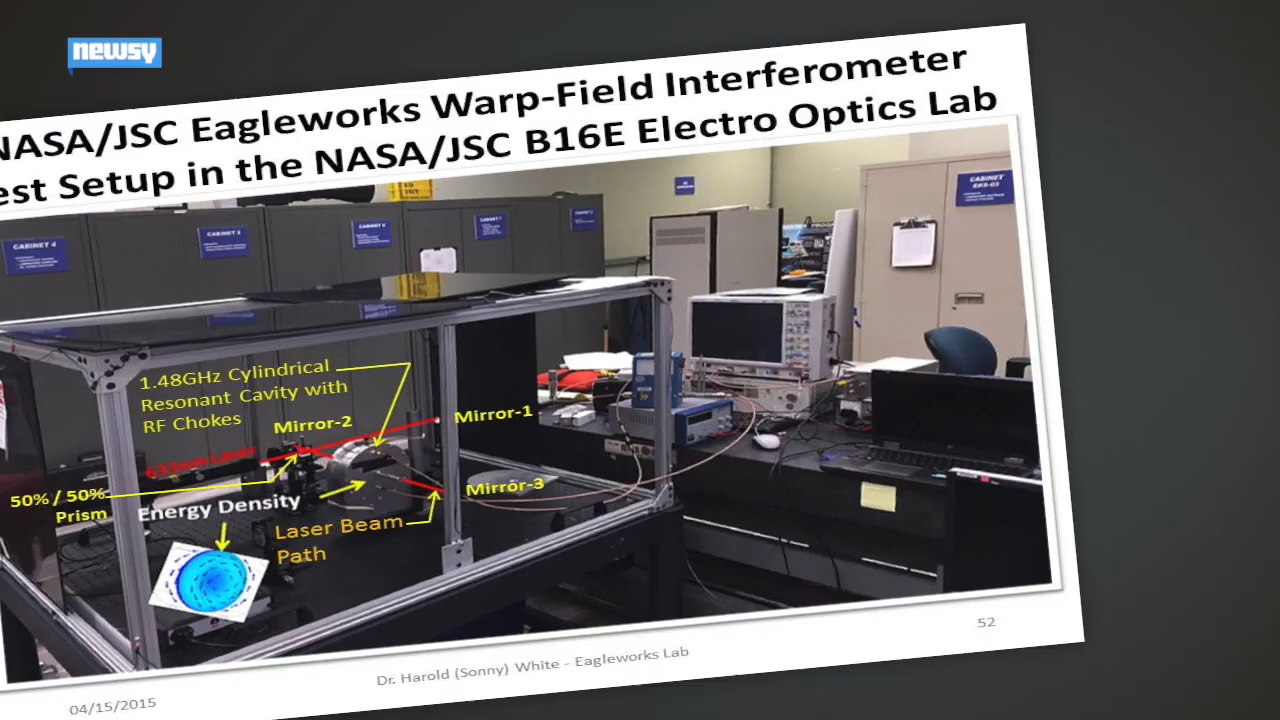 newsy
NASA/JSC Eagleworks Warp-Field Interferometer
est Setup in the NASA/JSC B16E Electro Optics Lab
CABINET 4
CABINET 5
CABINET 6
CABINET 7
CABINET
1.48GHz Cylindrical
Resonant Cavity with
RF Chokes
Mirror-2
Mirror-1
633nm Laser
50% / 50%
Prism
Energy Density
Mirror-3
Laser Beam
Path
52
Dr. Harold (Sonny) White - Eagleworks Lab
04/15/2015